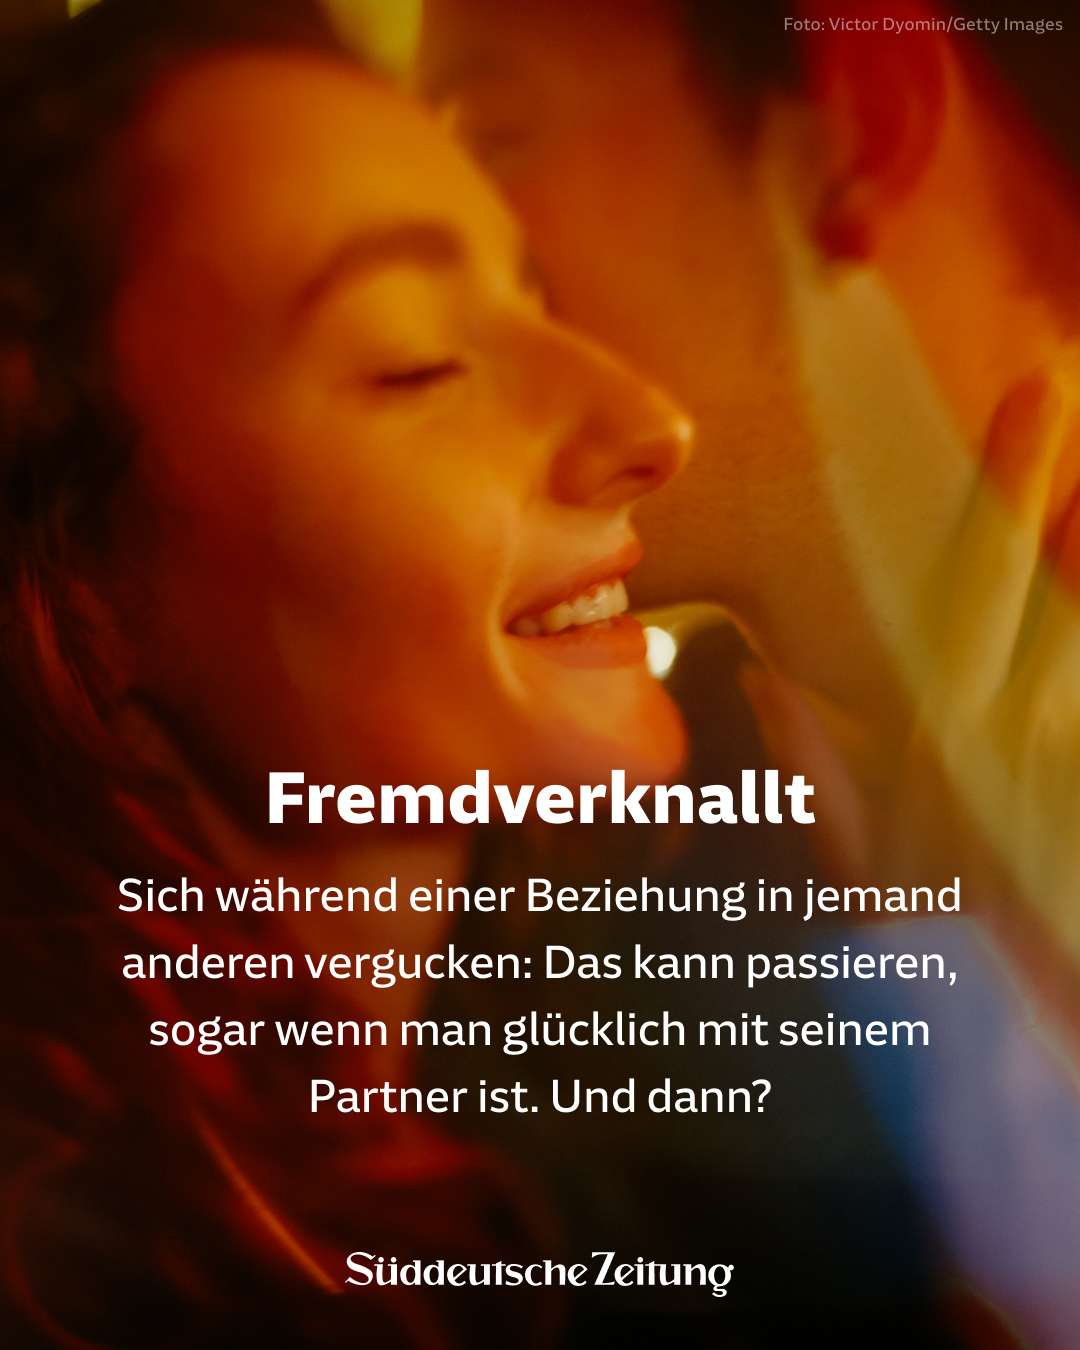 Foto: Victor Dyomin/Getty Images
Fremdverknallt
Sich während einer Beziehung in jemand
anderen vergucken: Das kann passieren,
sogar wenn man glücklich mit seinem
Partner ist. Und dann?
Süddeutsche Zeitung